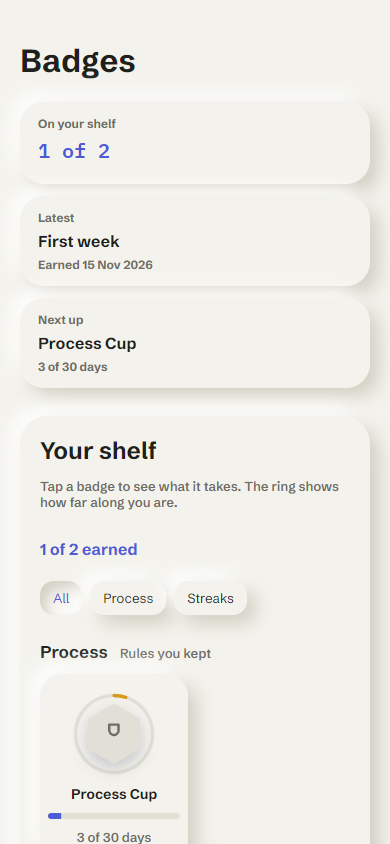 Badges
On your shelf
1 of 2
Latest
First week
Earned 15 Nov 2026
Next up
Process Cup
3 of 30 days
Your shelf
Tap a badge to see what it takes. The ring shows
how far along you are.
1 of 2 earned
All Process Streaks
Process Rules you kept
Process Cup
3 of 30 days